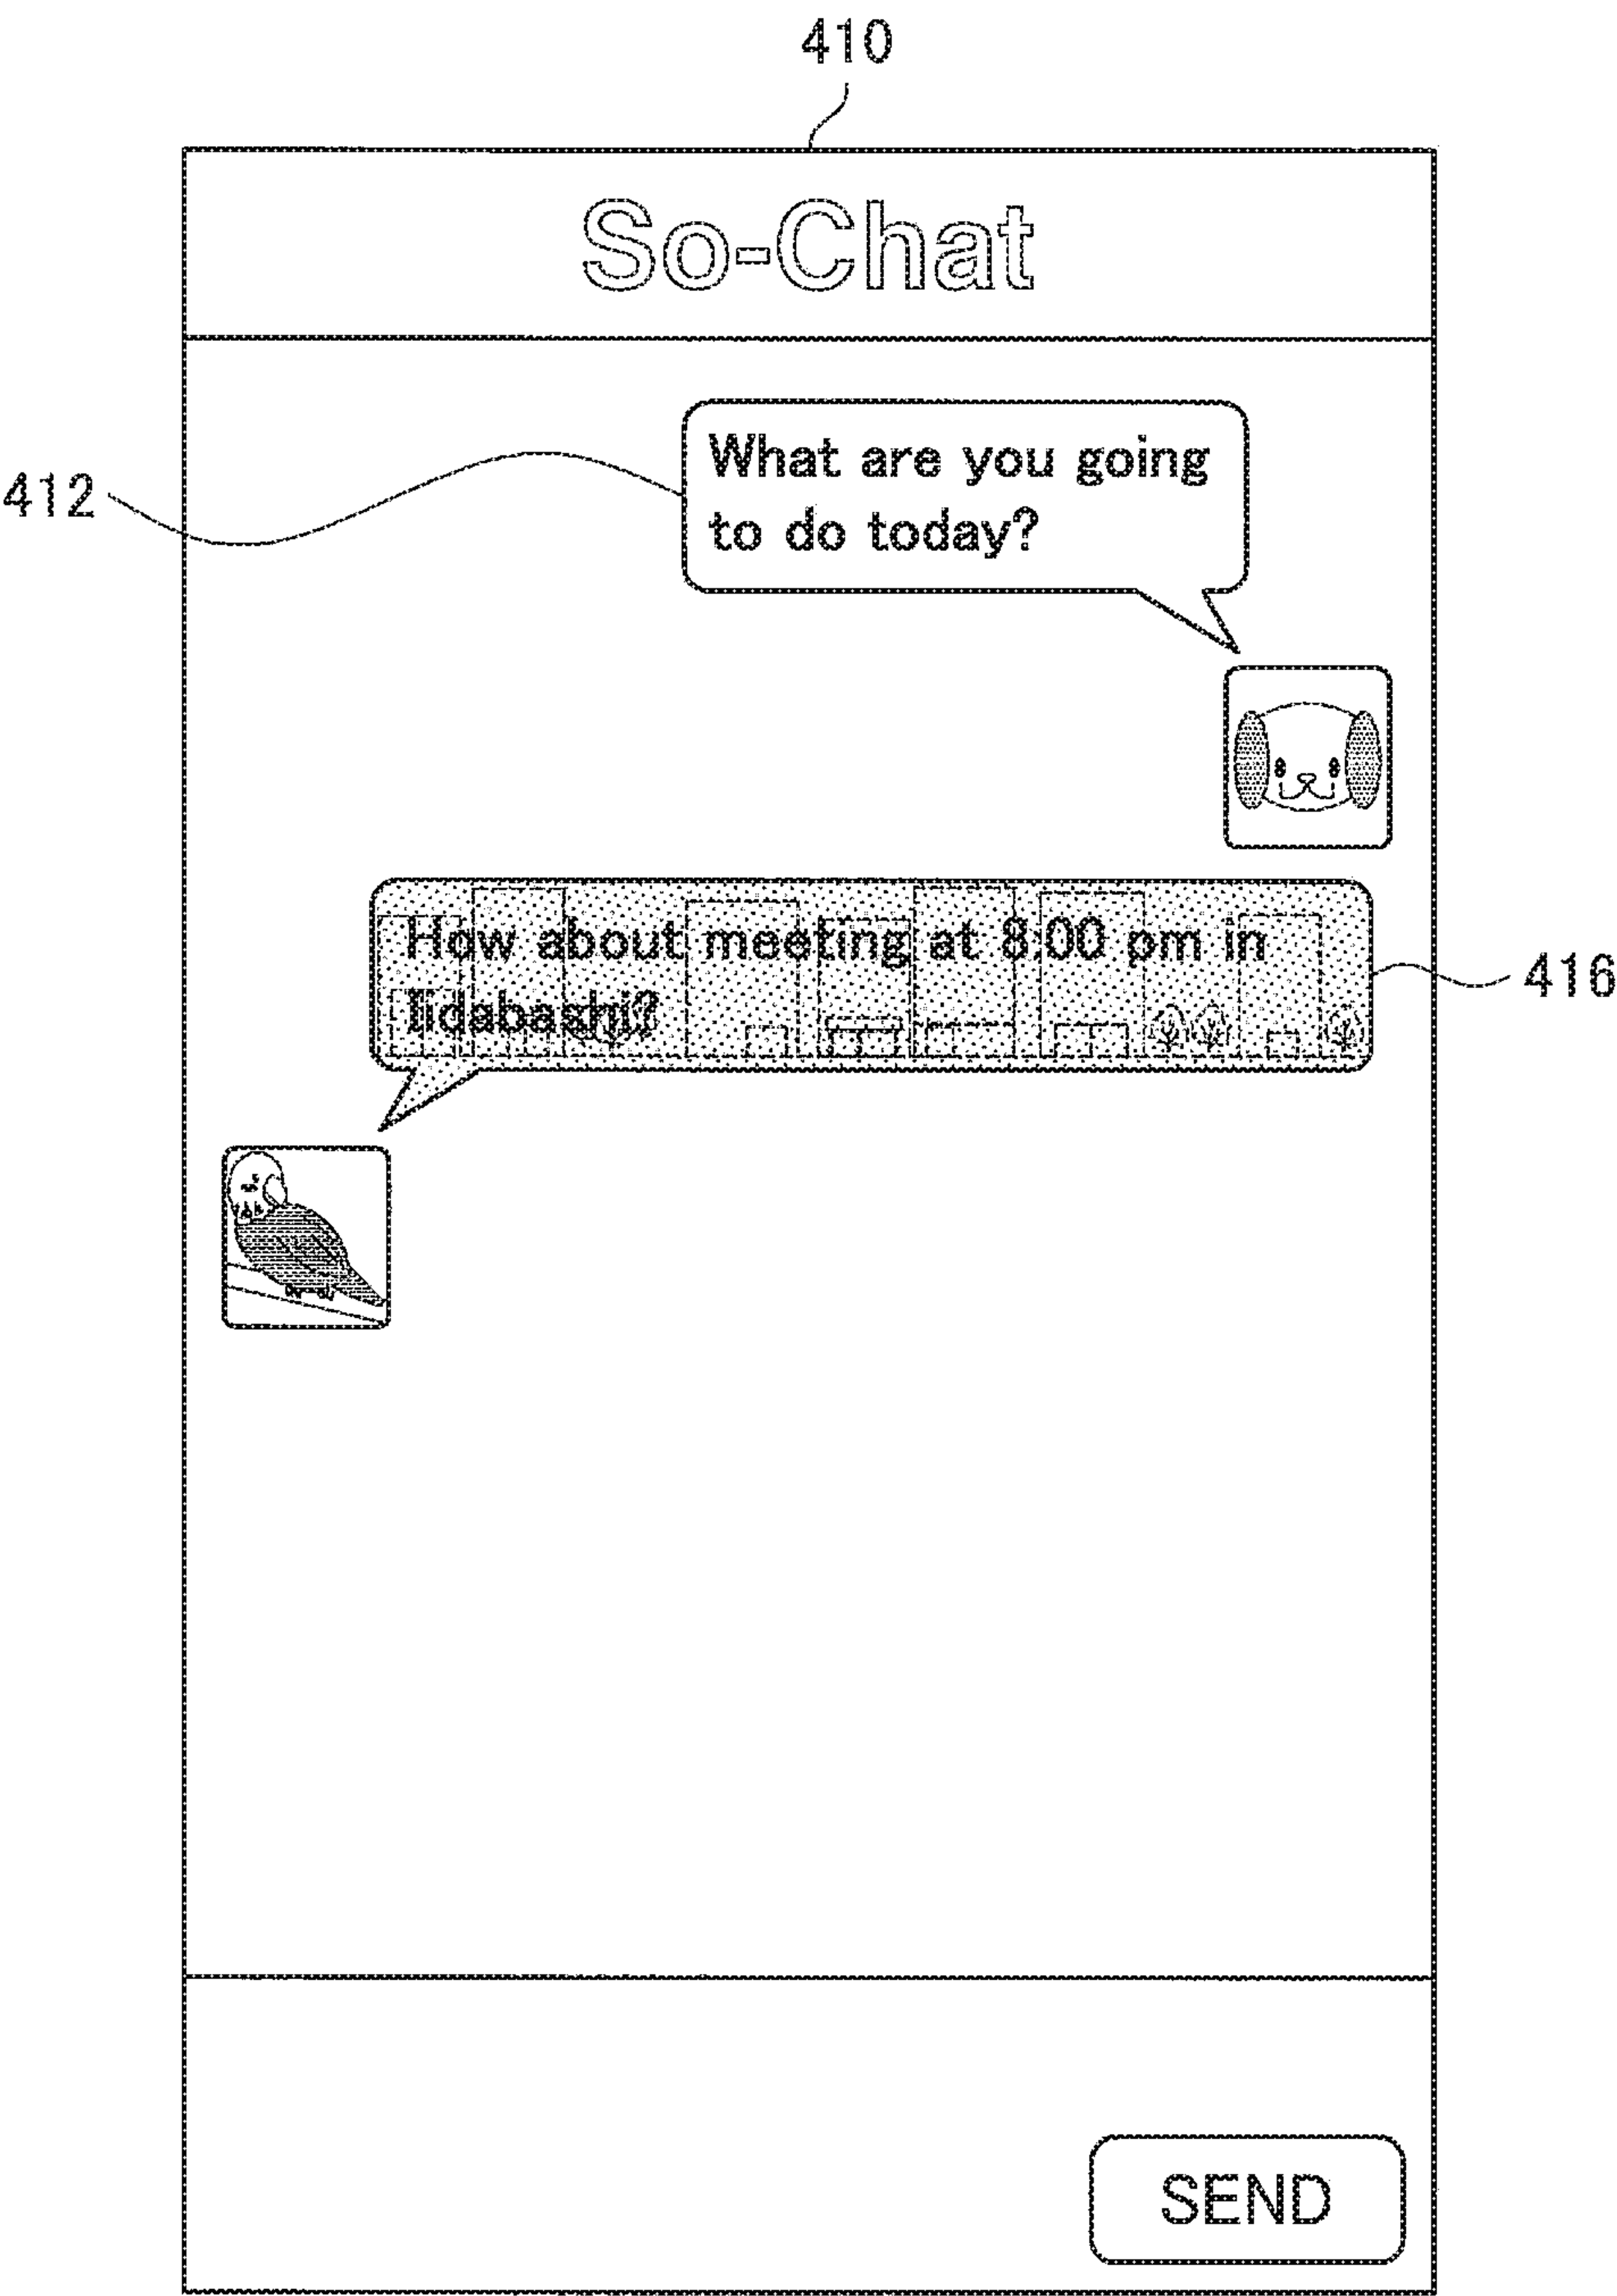 410
So-Chat
412
What are you going
to do today?
How about meeting at 8:00 pm in
Iidabashi?
416
SEND